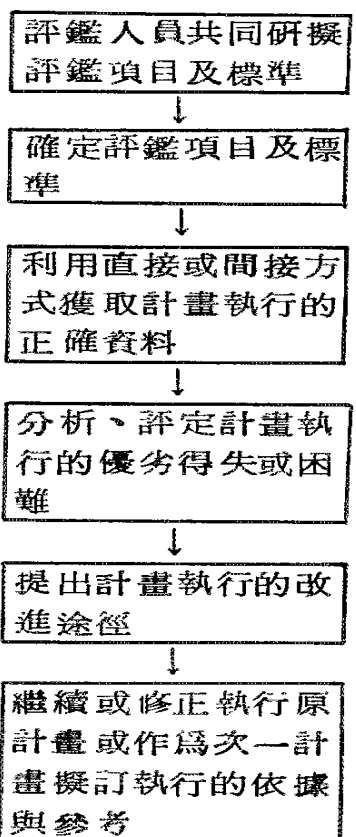 評鑑人員共同研擬
評鑑項目及標準
↓
確定評鑑項目及標
準
↓
利用直接或間接方
式獲取計畫執行的
正確資料
↓
分析、評定計畫執
行的優劣得失或困
難
↓
提出計畫執行的改
進途徑
↓
繼續或修正執行原
計畫或作爲次一計
畫擬訂執行的依據
與參考